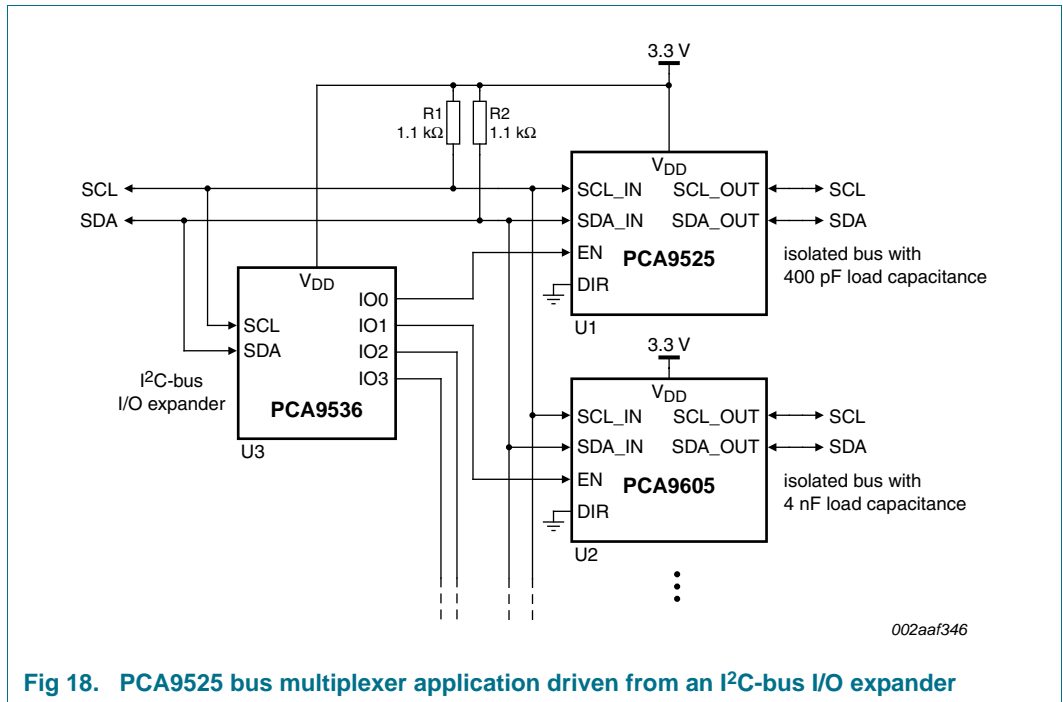 3.3 V
R1
1.1 kΩ
R2
1.1 kΩ
SCL
SDA
VDD
SCL_IN
SCL_OUT
SCL
SDA_IN
SDA_OUT
SDA
EN
PCA9525
DIR
isolated bus with
400 pF load capacitance
U1
VDD
IO0
SCL
IO1
SDA
IO2
IO3
I²C-bus
I/O expander
PCA9536
U3
3.3 V
VDD
SCL_IN
SCL_OUT
SCL
SDA_IN
SDA_OUT
SDA
EN
PCA9605
DIR
isolated bus with
4 nF load capacitance
U2
002aaf346
Fig 18. PCA9525 bus multiplexer application driven from an I²C-bus I/O expander